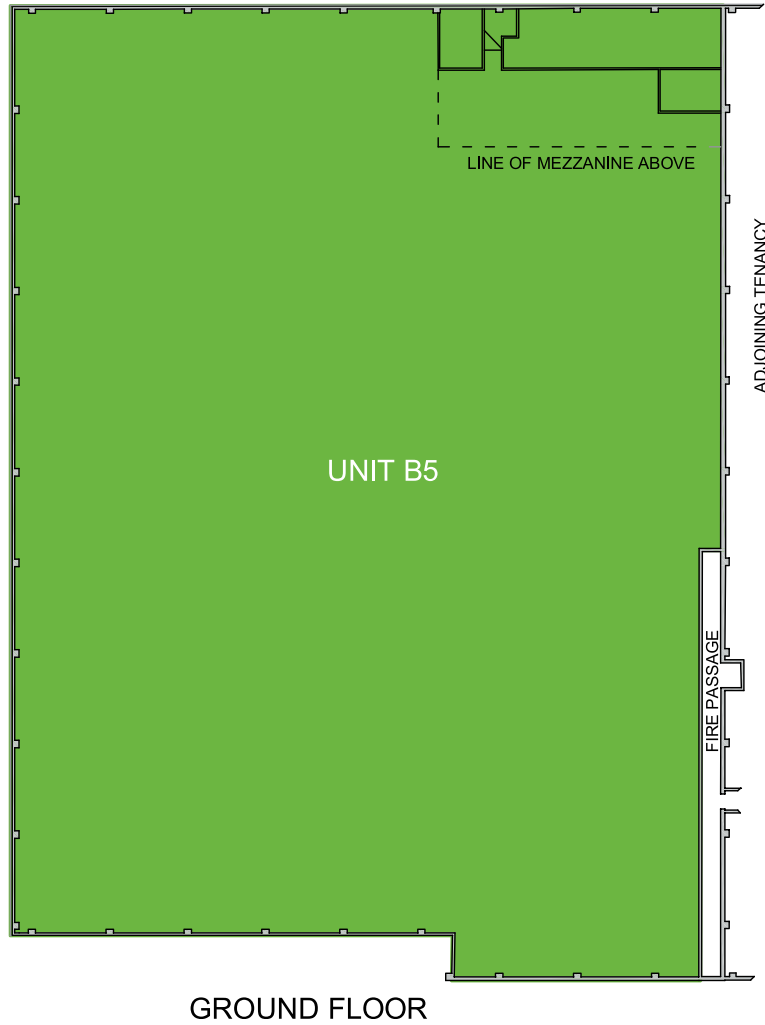 LINE OF MEZZANINE ABOVE
ADJOINING TENANCY
UNIT B5
FIRE PASSAGE
GROUND FLOOR